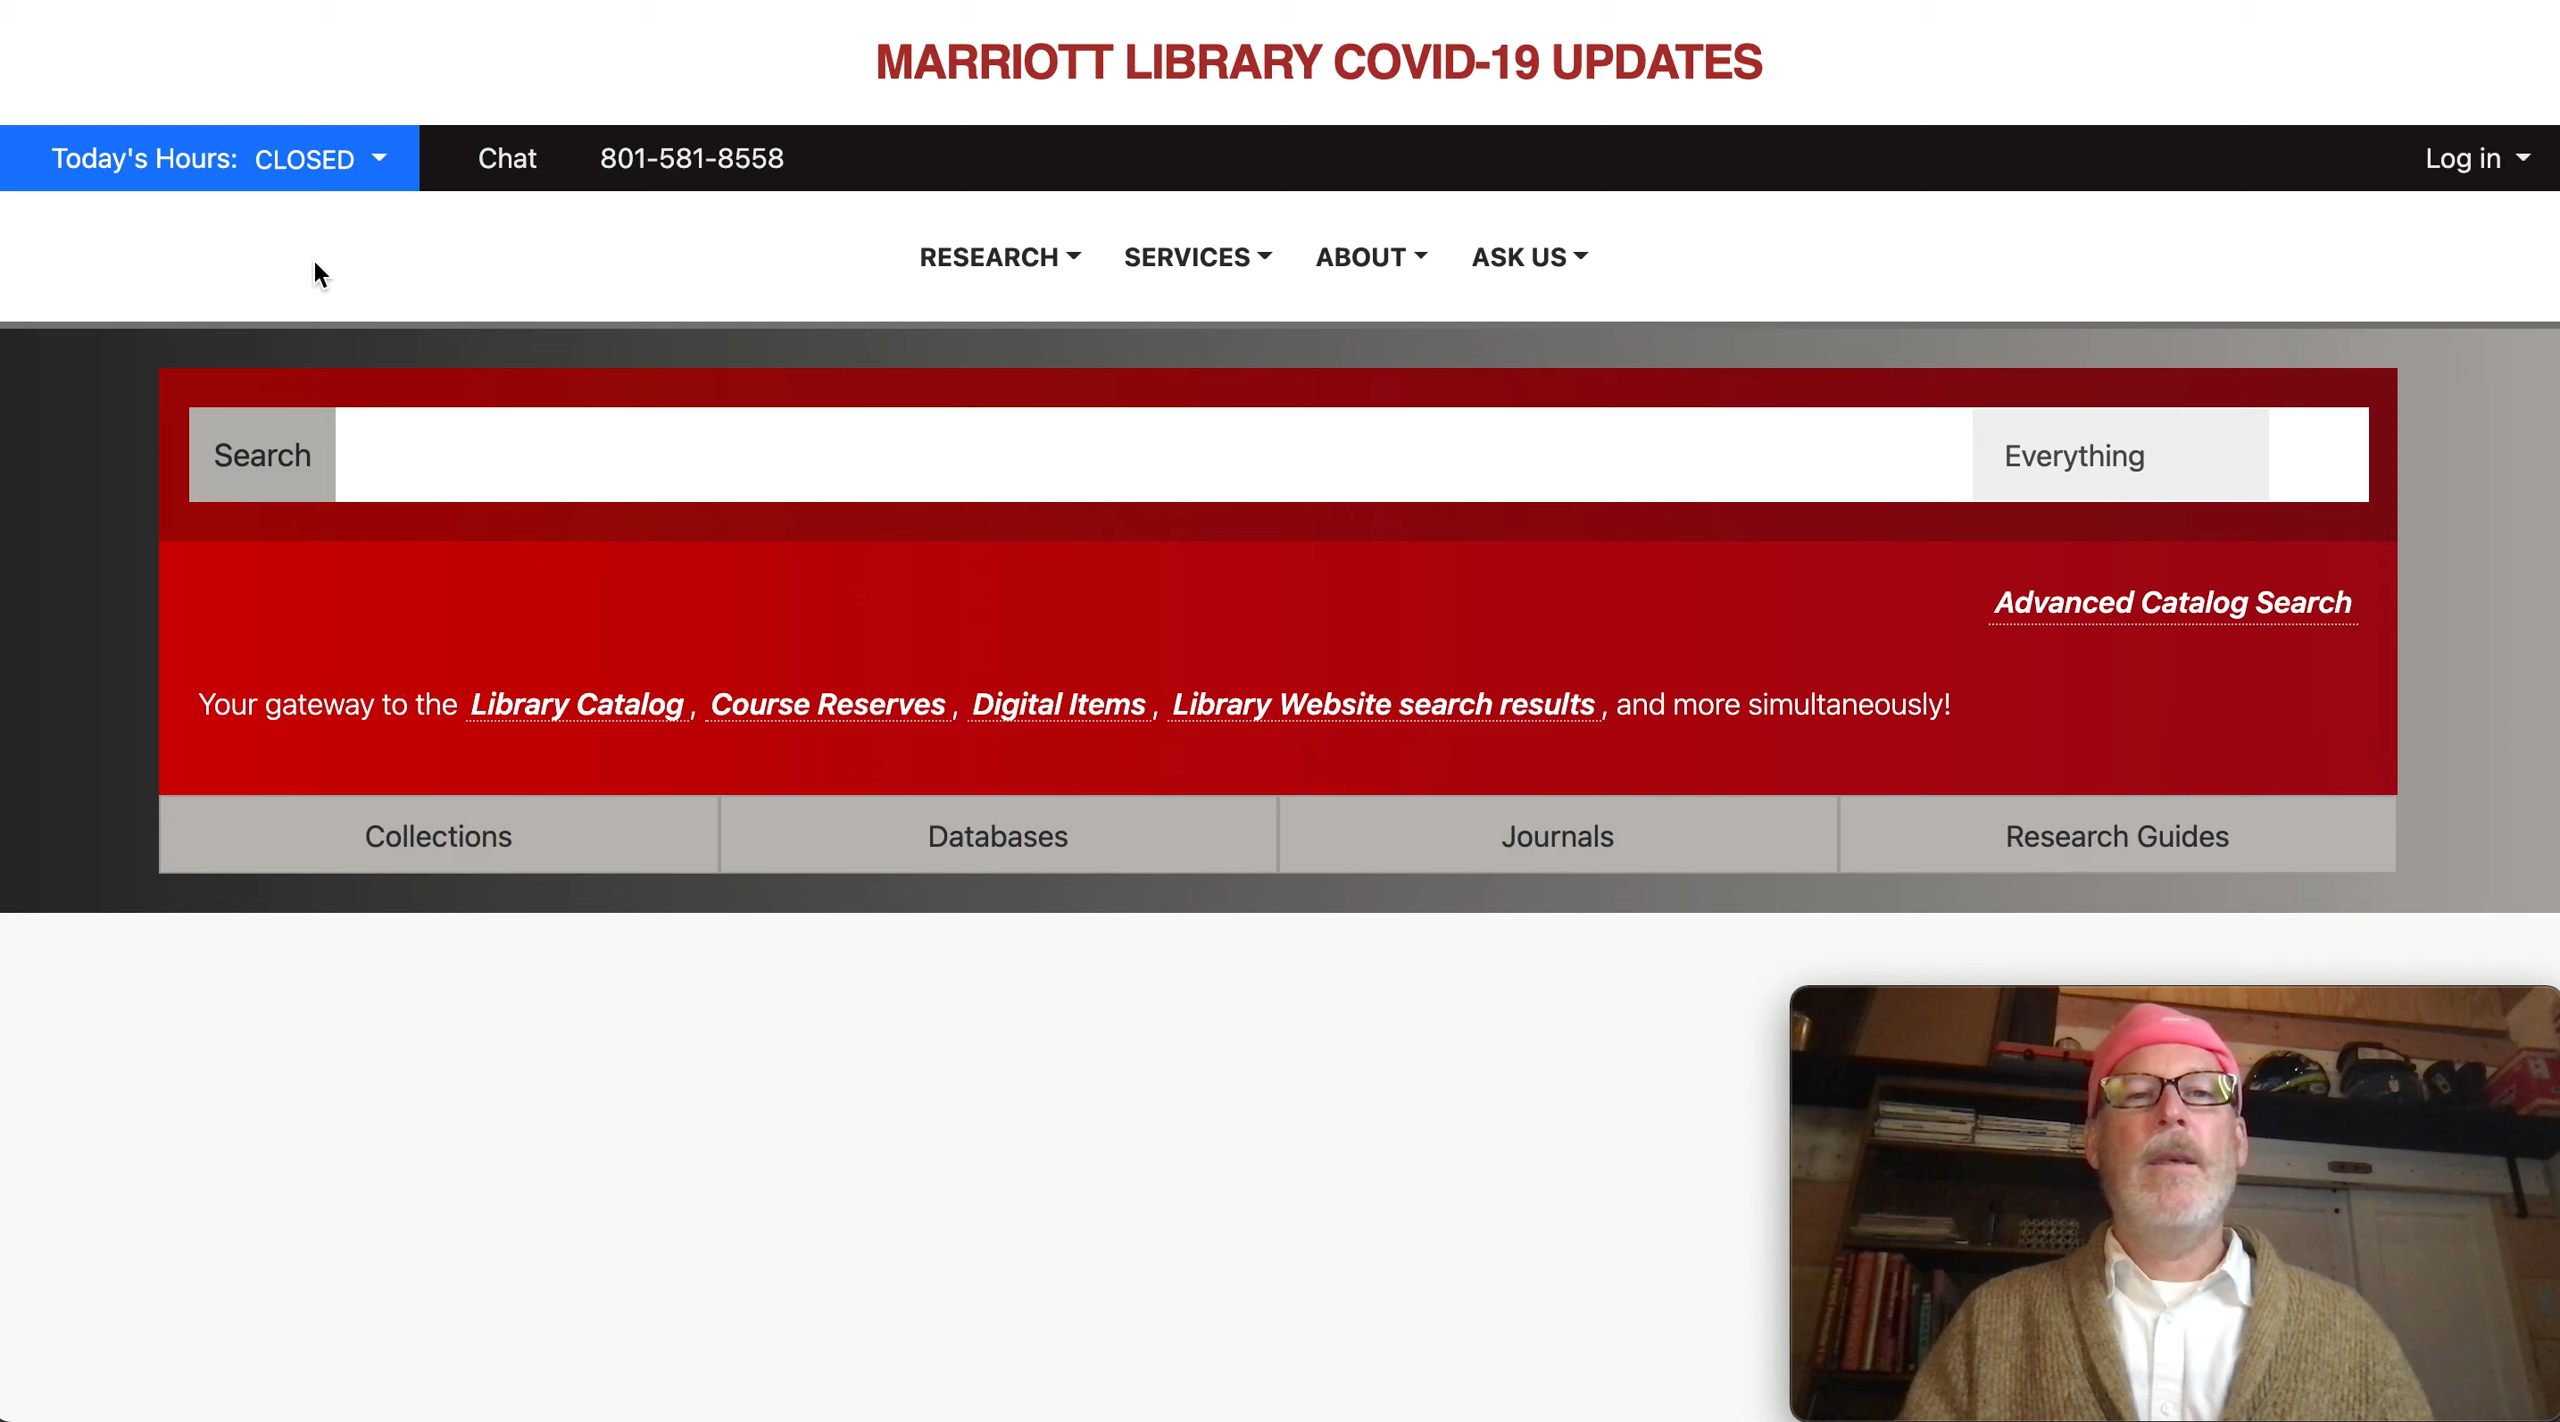 MARRIOTT LIBRARY COVID-19 UPDATES
Today's Hours: CLOSED Chat 801-581-8558 Log in
RESEARCH SERVICES ABOUT ASK US
Search Everything
Advanced Catalog Search
Your gateway to the Library Catalog, Course Reserves, Digital Items, Library Website search results, and more simultaneously!
Collections Databases Journals Research Guides